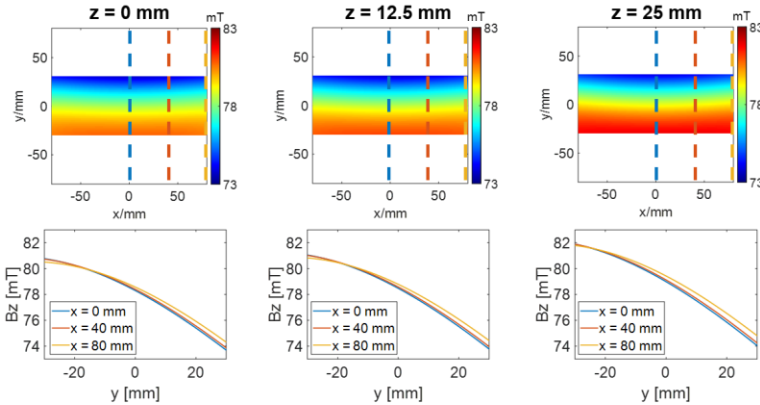 z = 0 mm
mT
83
50
0
-50
y/mm
78
73
-50
0
50
x/mm
z = 12.5 mm
mT
83
50
0
-50
y/mm
78
73
-50
0
50
x/mm
z = 25 mm
mT
83
50
0
-50
y/mm
78
73
-50
0
50
x/mm
82
80
78
76
74
Bz [mT]
x = 0 mm
x = 40 mm
x = 80 mm
-20
0
20
y [mm]
82
80
78
76
74
Bz [mT]
x = 0 mm
x = 40 mm
x = 80 mm
-20
0
20
y [mm]
82
80
78
76
74
Bz [mT]
x = 0 mm
x = 40 mm
x = 80 mm
-20
0
20
y [mm]